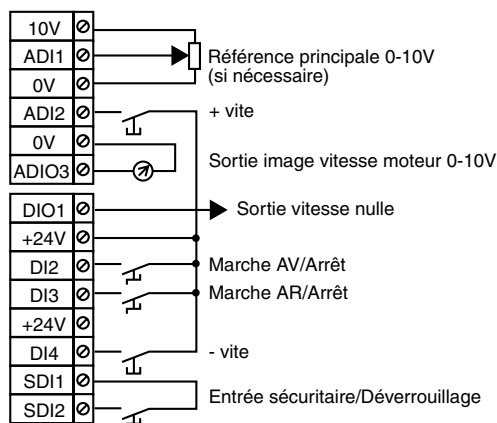 10V
ADI1
Référence principale 0-10V
(si nécessaire)
0V
ADI2
+ vite
0V
Sortie image vitesse moteur 0-10V
ADIO3
DIO1
Sortie vitesse nulle
+24V
DI2
Marche AV/Arrêt
DI3
Marche AR/Arrêt
+24V
DI4
- vite
SDI1
Entrée sécuritaire/Déverrouillage
SDI2